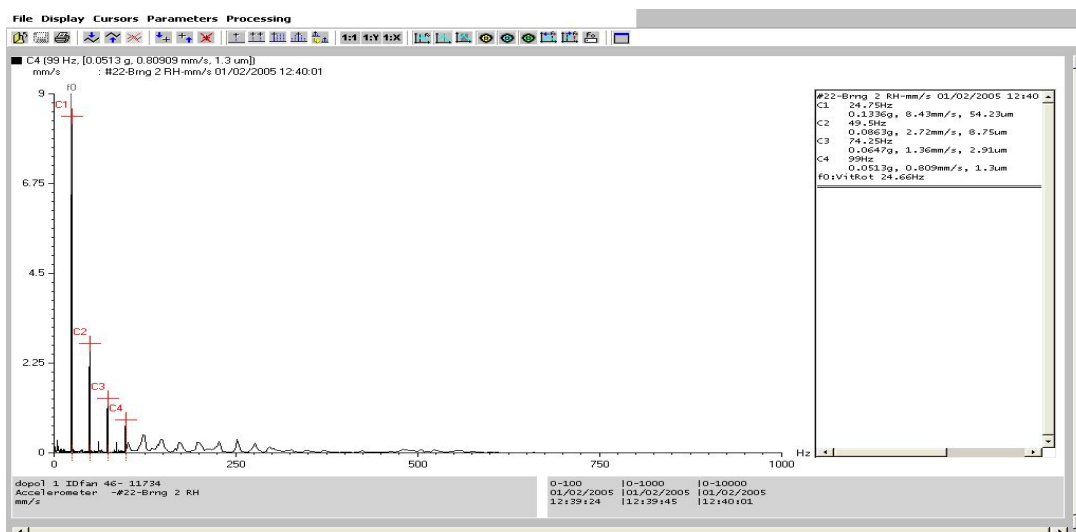 File Display Cursors Parameters Processing
1:1 1:Y 1:X
C4 (99 Hz, [0.0513 g, 0.80909 mm/s, 1.3 um])
mm/s : #22-Brng 2 RH-mm/s 01/02/2005 12:40:01
9
f0
C1
6.75
4.5
C2
2.25
C3
C4
0
0
250
500
750
1000
Hz
#22-Brng 2 RH-mm/s 01/02/2005 12:40
C1 24.75Hz
0.1336g, 8.43mm/s, 54.23um
C2 49.5Hz
0.0863g, 2.72mm/s, 8.75um
C3 74.25Hz
0.0647g, 1.36mm/s, 2.91um
C4 99Hz
0.0513g, 0.809mm/s, 1.3um
f0:VitRot 24.66Hz
dopol 1 IDfan 46- 11734
Accelerometer -#22-Brng 2 RH
mm/s
0-100 |0-1000 |0-10000
01/02/2005 |01/02/2005 |01/02/2005
12:39:24 |12:39:45 |12:40:01